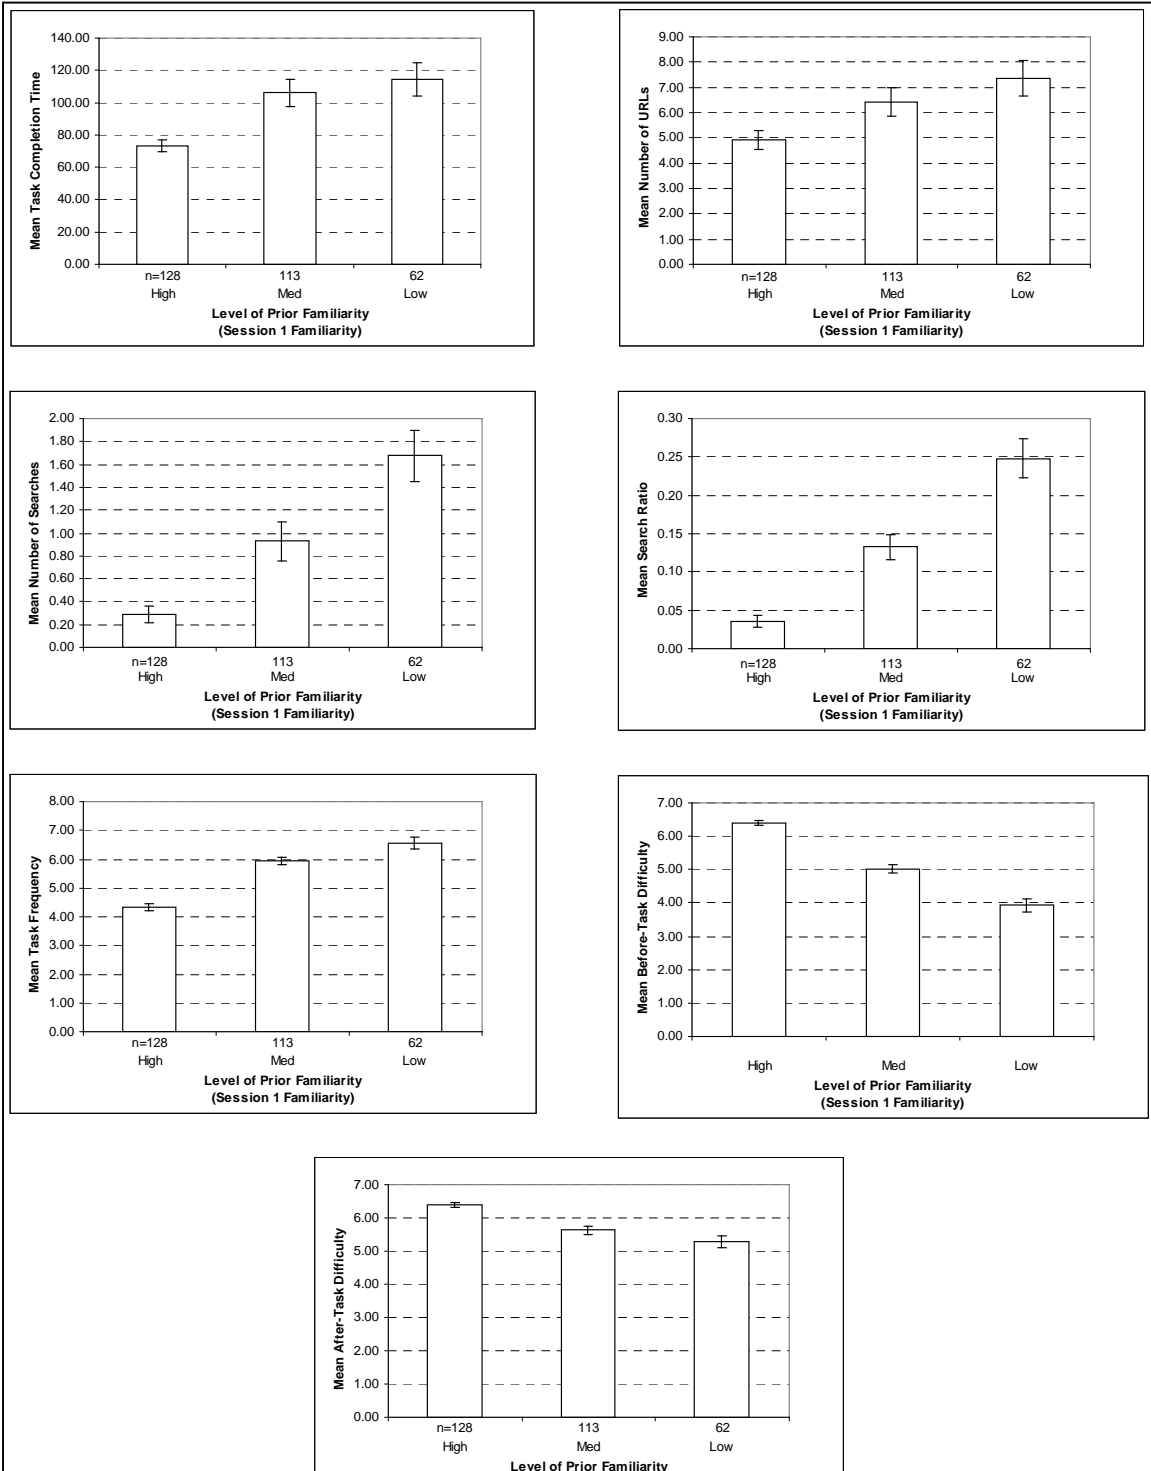 Mean Task Completion Time
140.00
120.00
100.00
80.00
60.00
40.00
20.00
0.00
n=128 113 62
High Med Low
Level of Prior Familiarity
(Session 1 Familiarity)
Mean Number of URLs
9.00
8.00
7.00
6.00
5.00
4.00
3.00
2.00
1.00
0.00
n=128 113 62
High Med Low
Level of Prior Familiarity
(Session 1 Familiarity)
Mean Number of Searches
2.00
1.80
1.60
1.40
1.20
1.00
0.80
0.60
0.40
0.20
0.00
n=128 113 62
High Med Low
Level of Prior Familiarity
(Session 1 Familiarity)
Mean Search Ratio
0.30
0.25
0.20
0.15
0.10
0.05
0.00
n=128 113 62
High Med Low
Level of Prior Familiarity
(Session 1 Familiarity)
Mean Task Frequency
8.00
7.00
6.00
5.00
4.00
3.00
2.00
1.00
0.00
n=128 113 62
High Med Low
Level of Prior Familiarity
(Session 1 Familiarity)
Mean Before-Task Difficulty
7.00
6.00
5.00
4.00
3.00
2.00
1.00
0.00
High Med Low
Level of Prior Familiarity
(Session 1 Familiarity)
Mean After-Task Difficulty
7.00
6.00
5.00
4.00
3.00
2.00
1.00
0.00
n=128 113 62
High Med Low
Level of Prior Familiarity